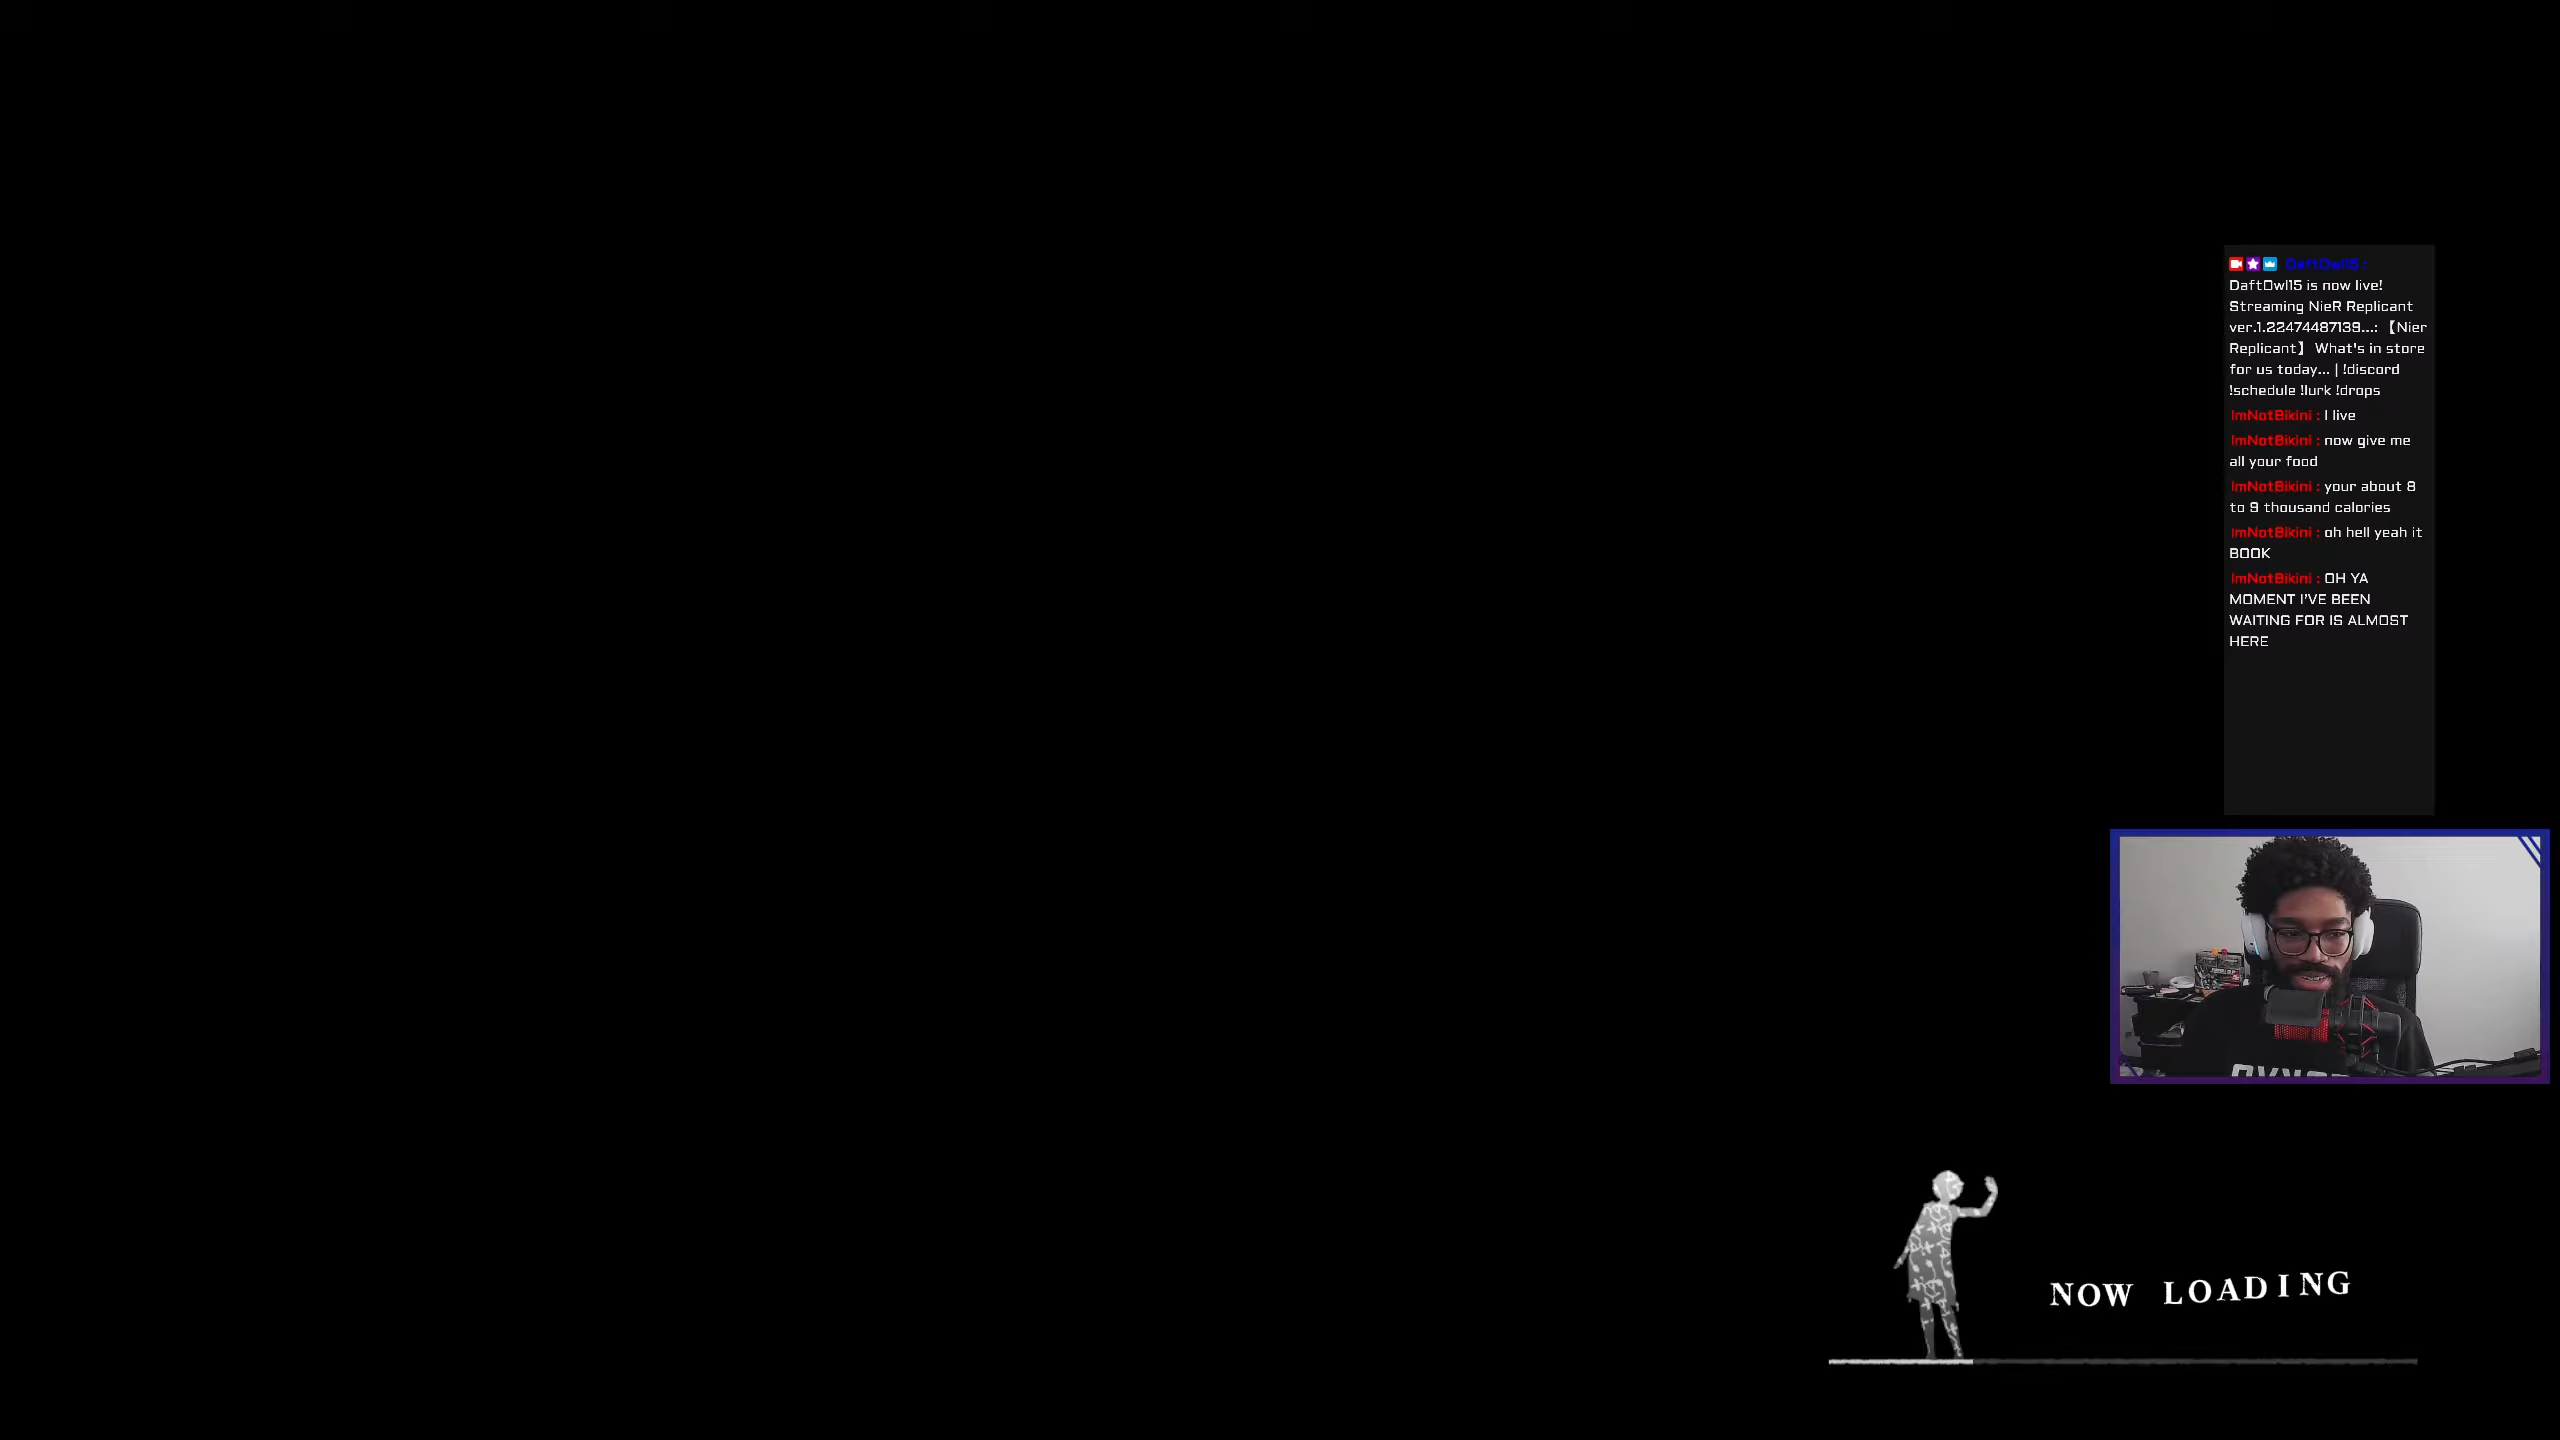 DaftOwl15 :
DaftOwl15 is now live!
Streaming NieR Replicant
ver.1.22474487139...: 【Nier
Replicant】 What's in store
for us today... | !discord
!schedule !lurk !drops
ImNotBikini : I live
ImNotBikini : now give me
all your food
ImNotBikini : your about 8
to 9 thousand calories
ImNotBikini : oh hell yeah it
BOOK
ImNotBikini : OH YA
MOMENT I'VE BEEN
WAITING FOR IS ALMOST
HERE
NOW LOADING